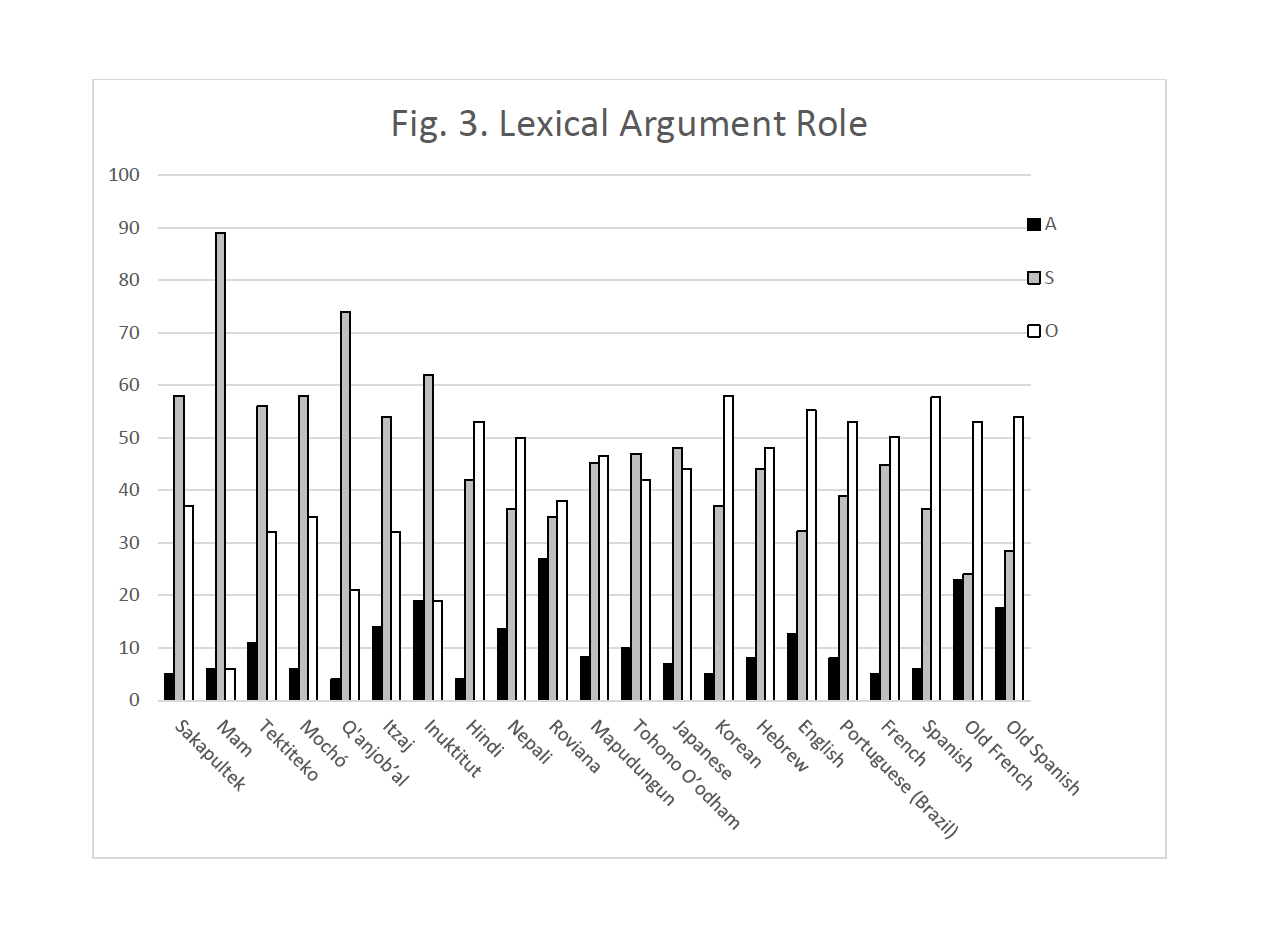 Fig. 3. Lexical Argument Role
100
90
80
70
60
50
40
30
20
10
0
A
S
O
Sakapultek
Mam
Tektiteko
Mochó
Q'anjob’al
Itzaj
Inuktitut
Hindi
Nepali
Roviana
Mapudungun
Tohono O’odham
Japanese
Korean
Hebrew
English
Portuguese (Brazil)
French
Spanish
Old French
Old Spanish